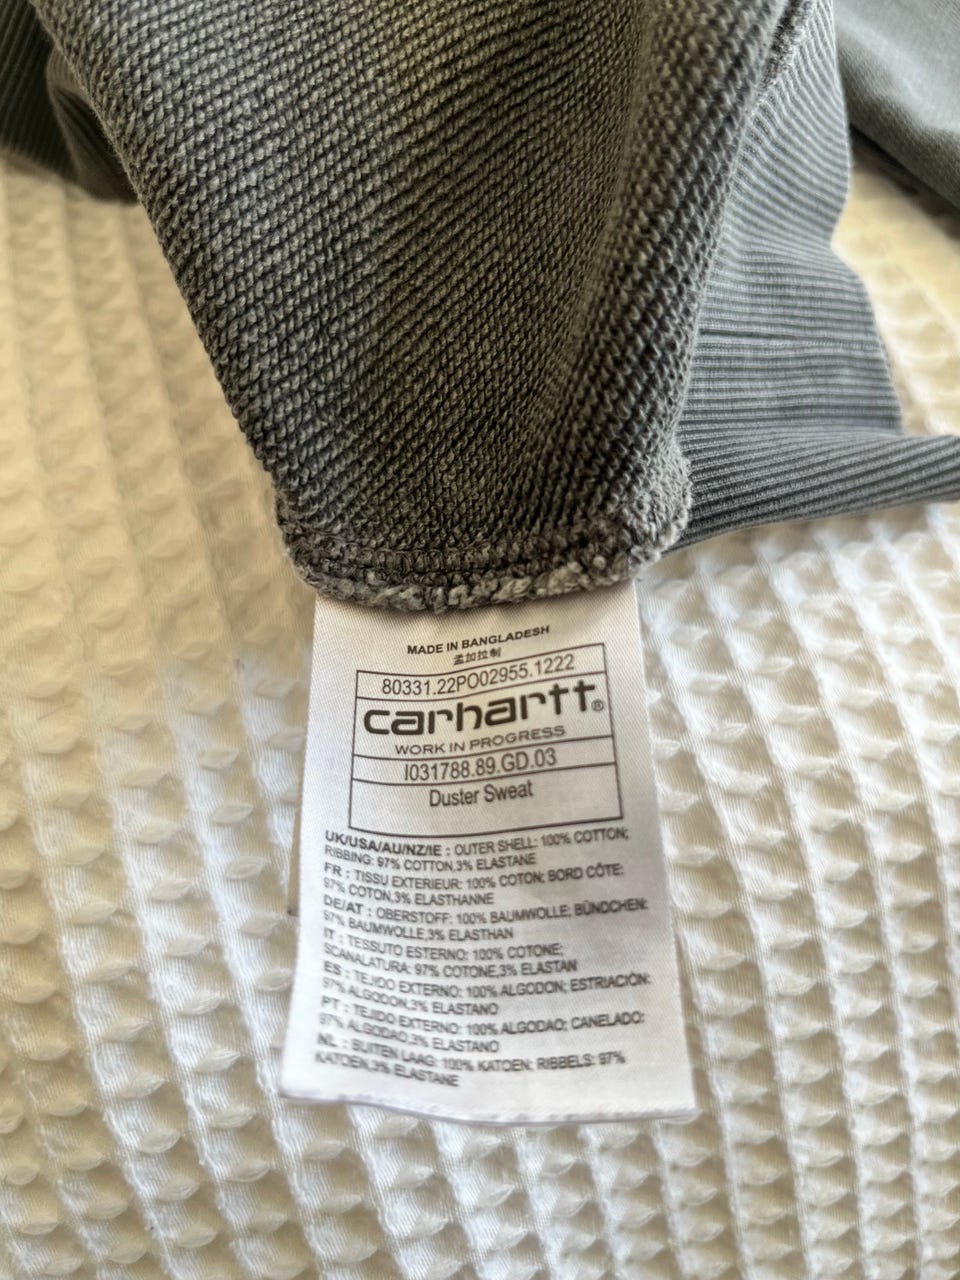 MADE IN BANGLADESH
孟加拉制
80331.22PO02955.1222
carhartt®
WORK IN PROGRESS
I031788.89.GD.03
Duster Sweat
UK/USA/AU/NZ/IE : OUTER SHELL: 100% COTTON;
RIBBING: 97% COTTON,3% ELASTANE
FR : TISSU EXTERIEUR: 100% COTON; BORD CÔTE:
97% COTON,3% ELASTHANNE
DE/AT : OBERSTOFF: 100% BAUMWOLLE; BÜNDCHEN:
97% BAUMWOLLE,3% ELASTHAN
IT : TESSUTO ESTERNO: 100% COTONE;
SCANALATURA: 97% COTONE,3% ELASTAN
ES : TEJIDO EXTERNO: 100% ALGODON; ESTRIACIÓN:
97% ALGODON,3% ELASTANO
PT : TEJIDO EXTERNO: 100% ALGODAO; CANELADO:
97% ALGODAO,3% ELASTANO
NL : BUITEN LAAG: 100% KATOEN; RIBBELS: 97%
KATOEN,3% ELASTANE